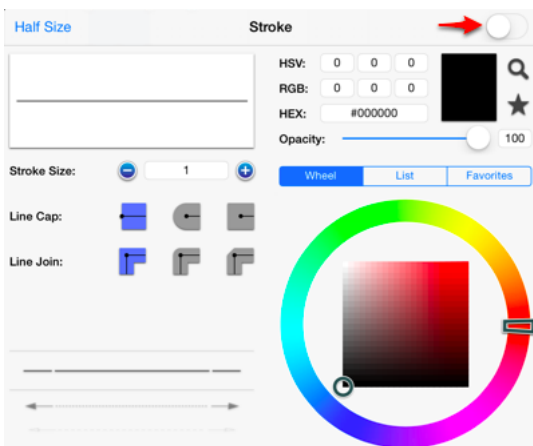 Half Size Stroke
HSV: 0 0 0
RGB: 0 0 0
HEX: #000000
Opacity: 100
Stroke Size: 1
Wheel List Favorites
Line Cap:
Line Join: